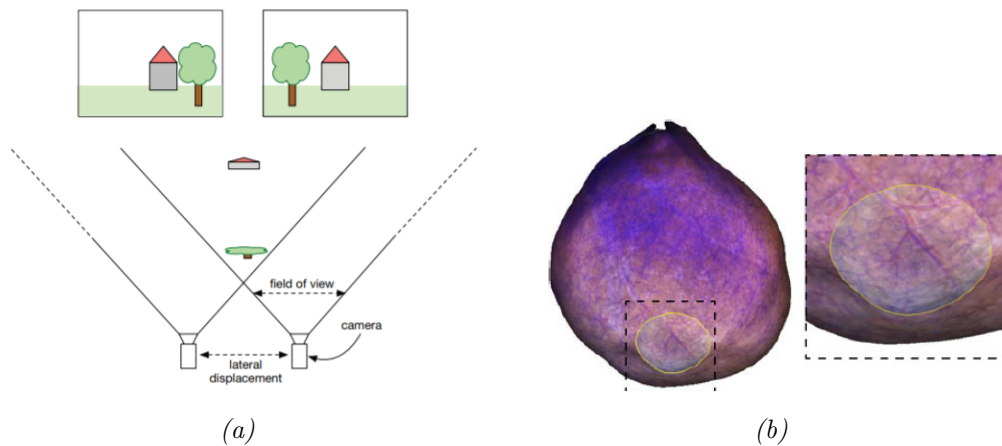 field of view
camera
lateral
displacement
(a)
(b)